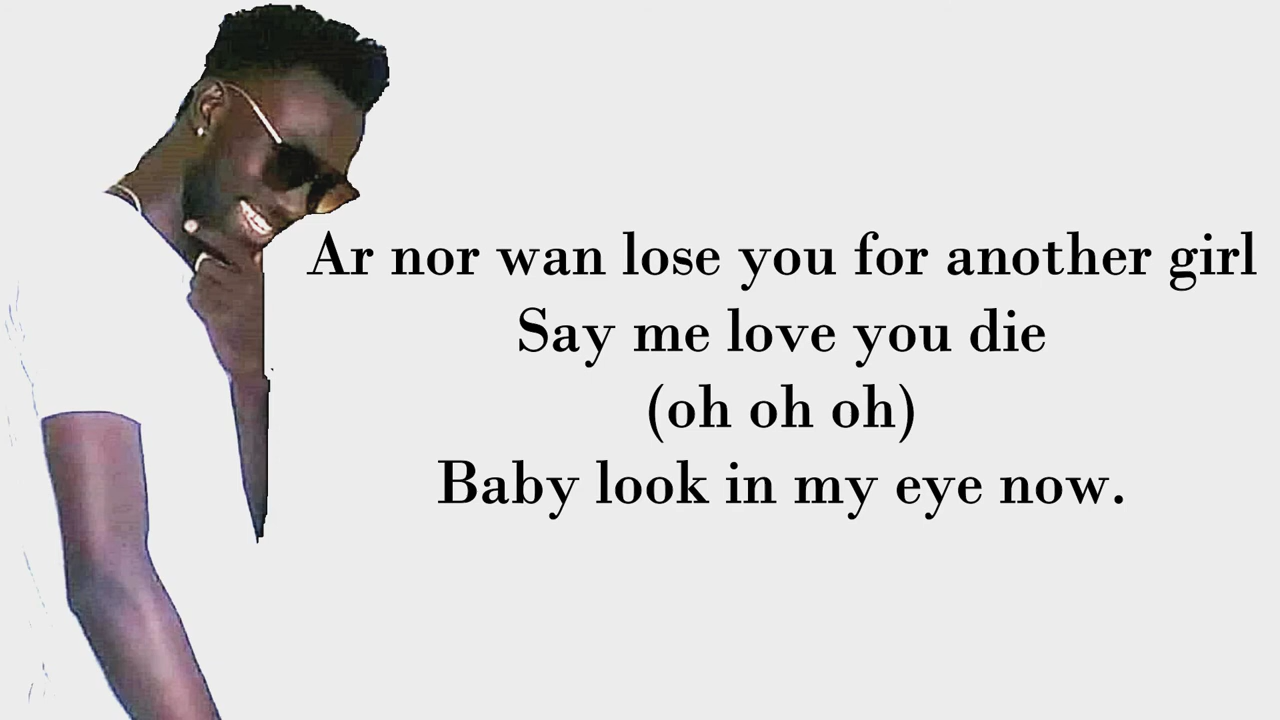 Ar nor wan lose you for another girl
Say me love you die
(oh oh oh)
Baby look in my eye now.